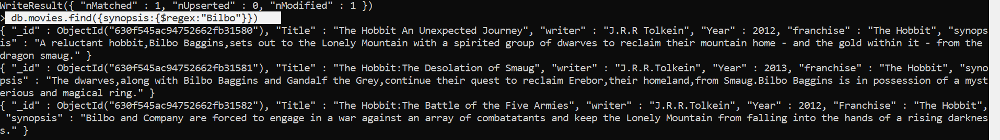 WriteResult({ "nMatched" : 1, "nUpserted" : 0, "nModified" : 1 })
> db.movies.find({synopsis:{$regex:"Bilbo"}})
{ "_id" : ObjectId("630f545ac94752662fb31580"), "Title" : "The Hobbit An Unexpected Journey", "writer" : "J.R.R Tolkein", "Year" : 2012, "franchise" : "The Hobbit", "synops
is" : "A reluctant hobbit,Bilbo Baggins,sets out to the Lonely Mountain with a spirited group of dwarves to reclaim their mountain home - and the gold within it - from the
dragon smaug." }
{ "_id" : ObjectId("630f545ac94752662fb31581"), "Title" : "The Hobbit:The Desolation of Smaug", "writer" : "J.R.R.Tolkein", "Year" : 2013, "franchise" : "The Hobbit", "syno
psis" : "The dwarves,along with Bilbo Baggins and Gandalf the Grey,continue their quest to reclaim Erebor,their homeland,from Smaug.Bilbo Baggins is in possession of a myst
erious and magical ring." }
{ "_id" : ObjectId("630f545ac94752662fb31582"), "Title" : "The Hobbit:The Battle of the Five Armies", "writer" : "J.R.R.Tolkein", "Year" : 2012, "Franchise" : "The Hobbit",
"synopsis" : "Bilbo and Company are forced to engage in a war against an array of combatatants and keep the Lonely Mountain from falling into the hands of a rising darknes
s." }